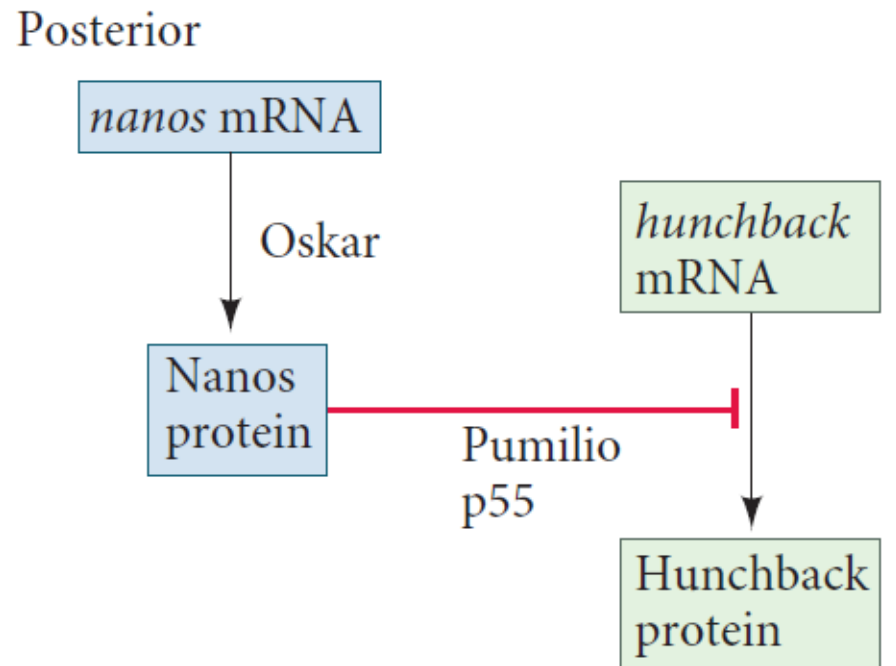 Posterior
nanos mRNA
Oskar
hunchback
mRNA
Nanos
protein
Pumilio
p55
Hunchback
protein